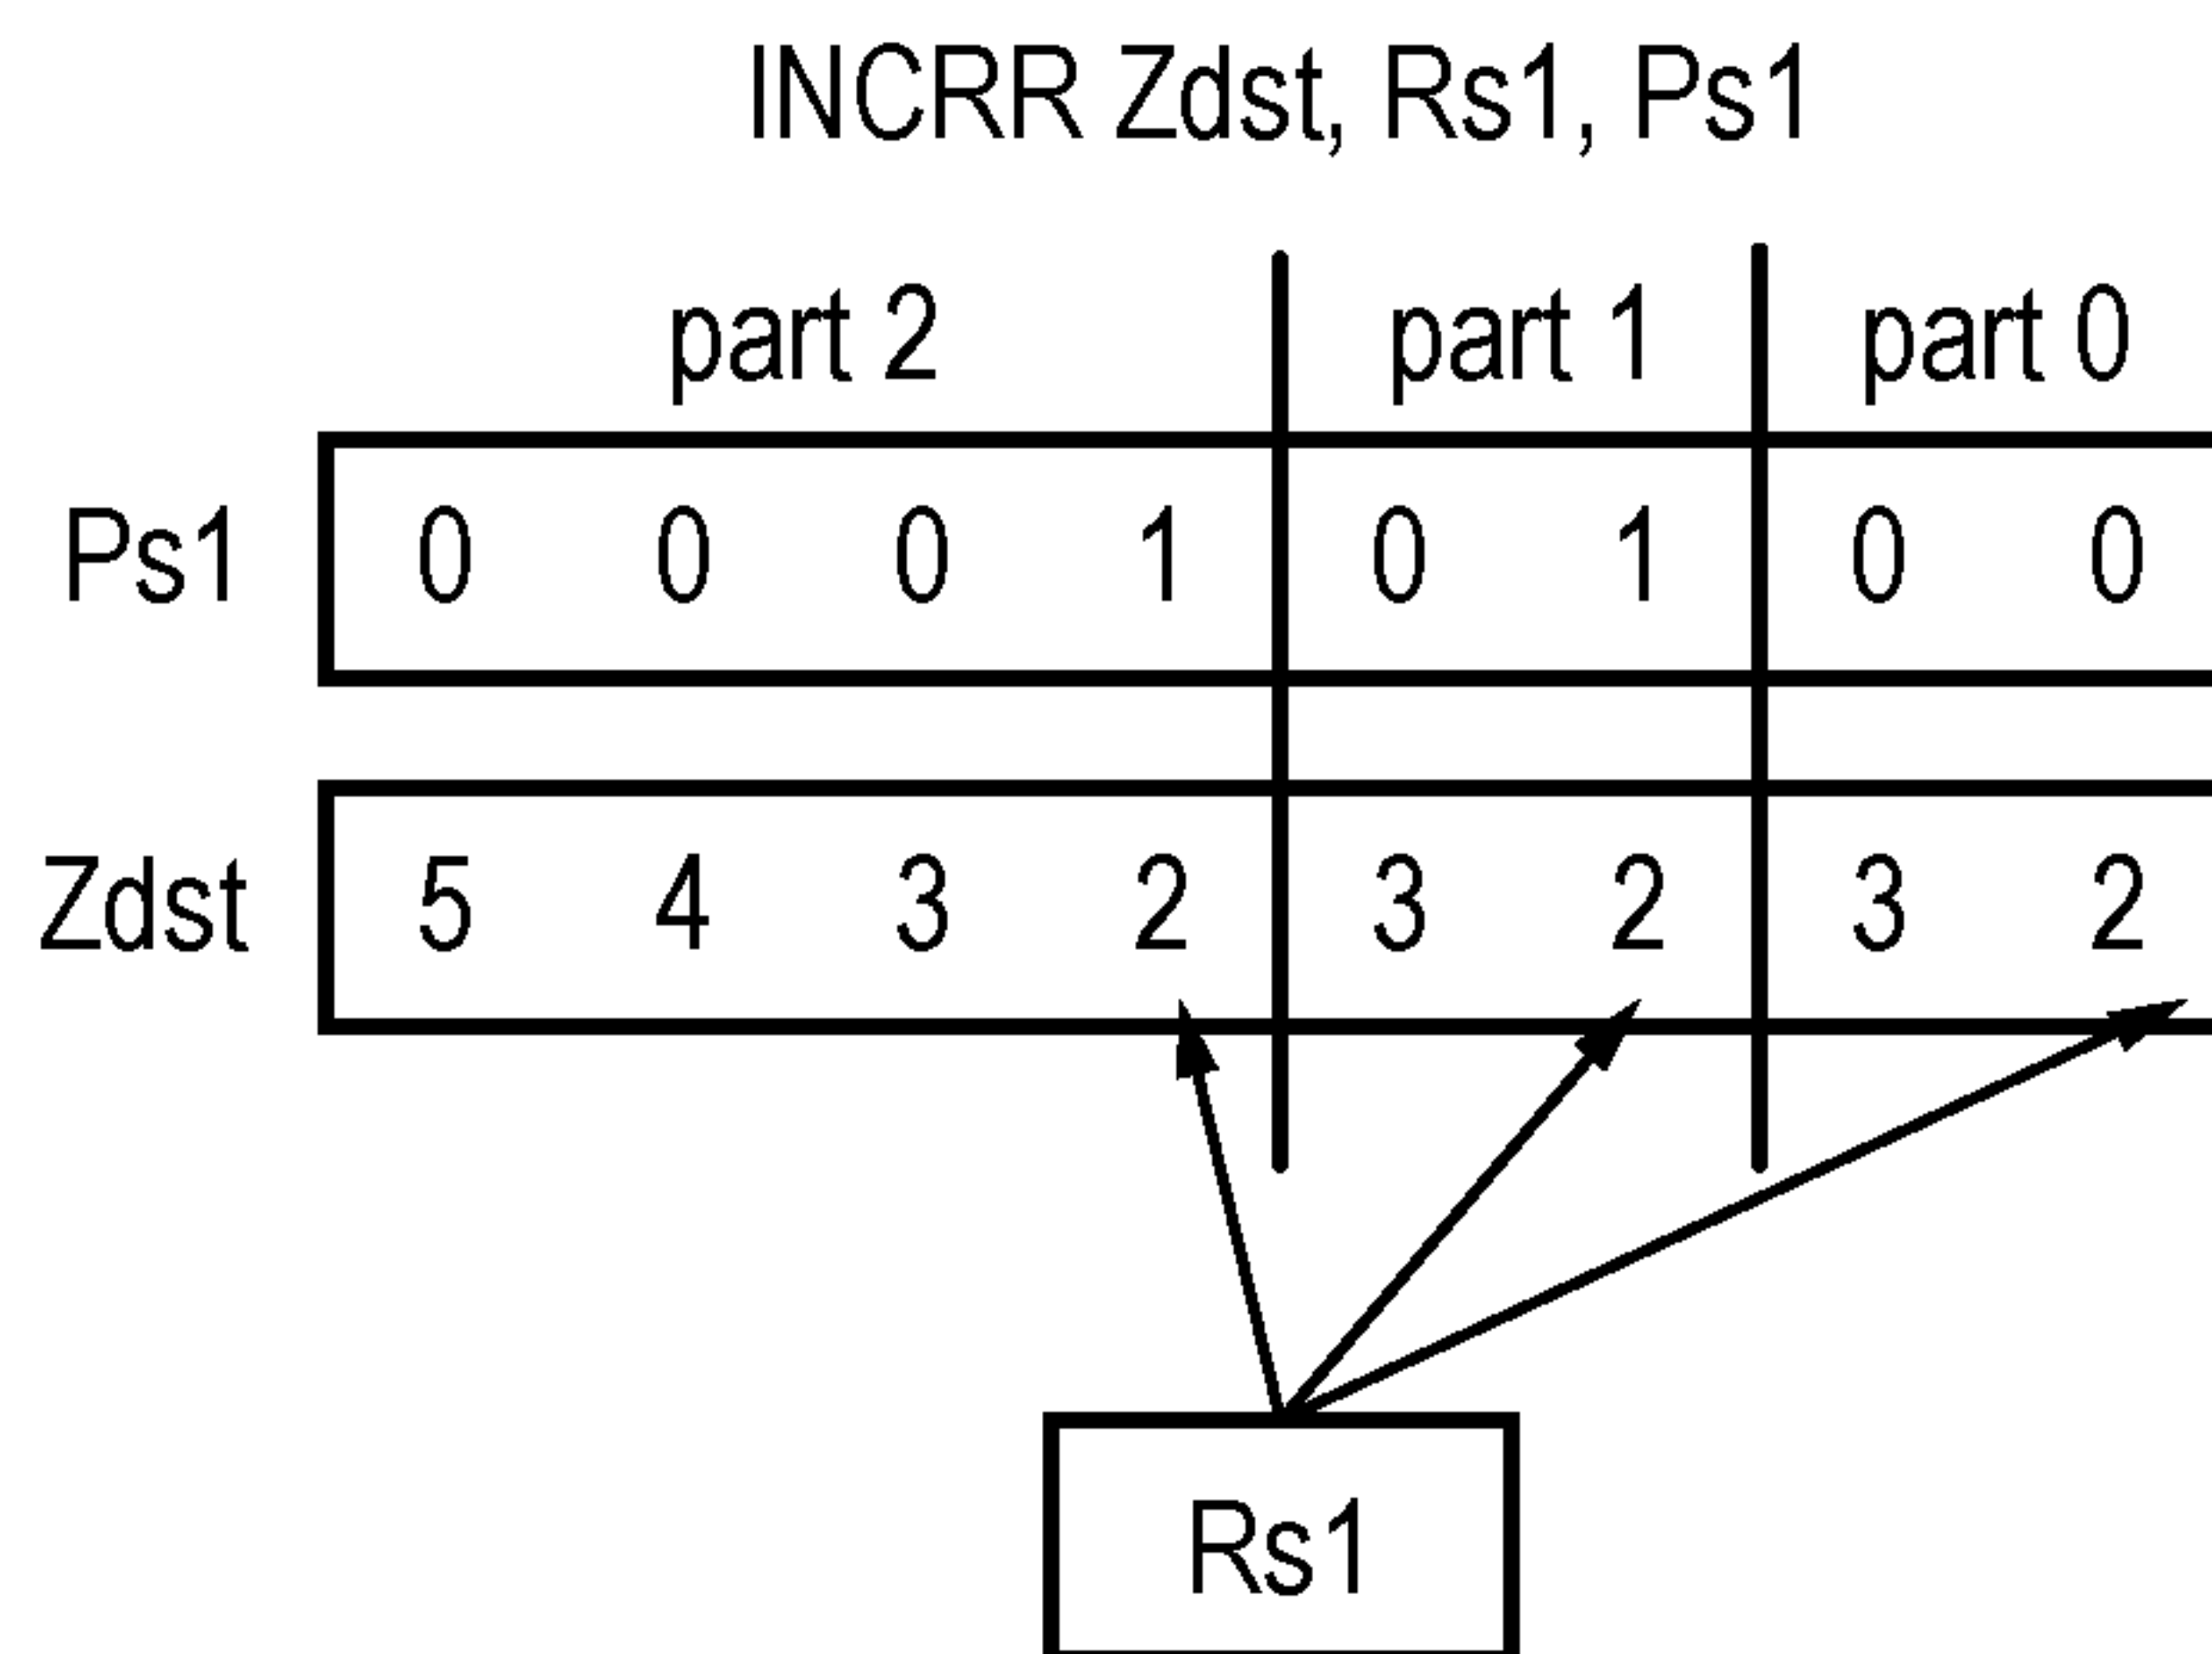 INCRR Zdst, Rs1, Ps1
part 2 part 1 part 0
Ps1 0 0 0 1 0 1 0 0
Zdst 5 4 3 2 3 2 3 2
Rs1